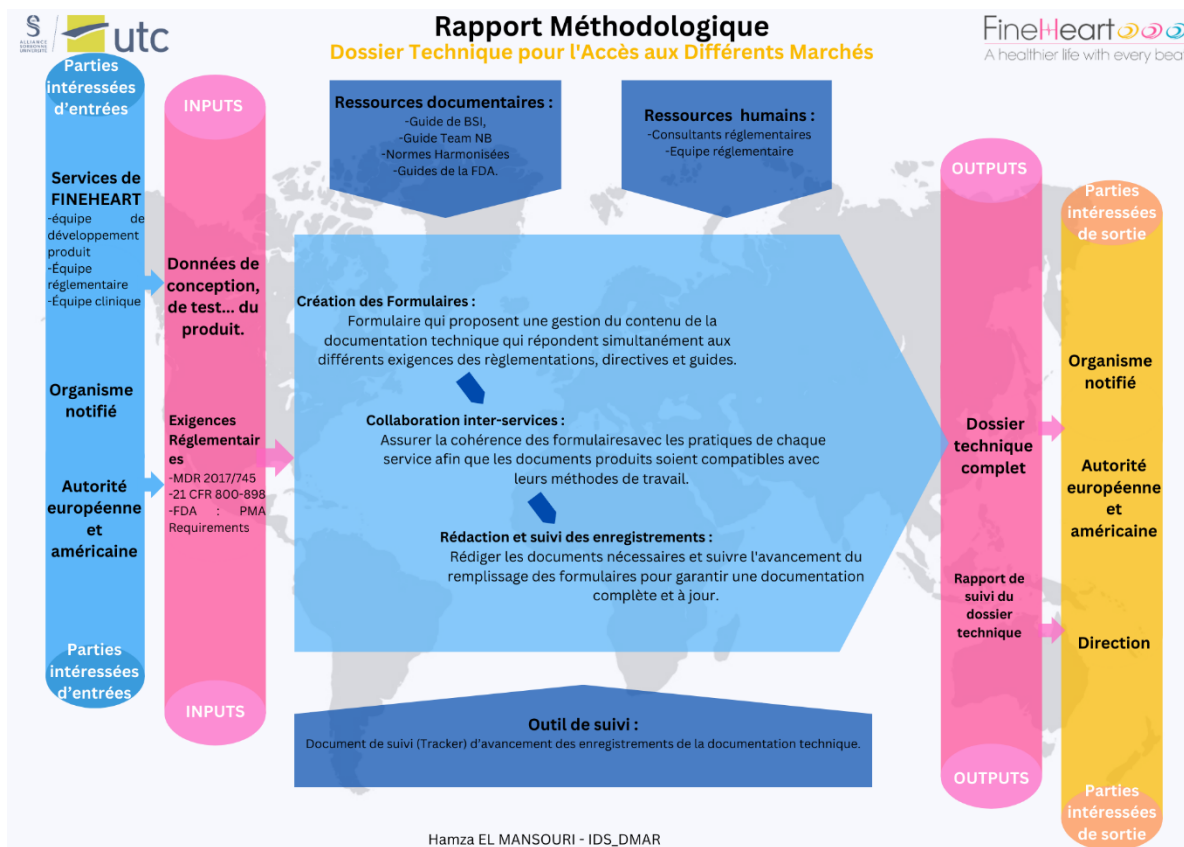 S
ALLIANCE
SORBONNE
UNIVERSITÉ
utc
Rapport Méthodologique
Dossier Technique pour l'Accès aux Différents Marchés
FineHeart
A healthier life with every beat
Parties
intéressées
d'entrées
Services de
FINEHEART
-équipe de
développement
produit
-Équipe
réglementaire
-Équipe clinique
Organisme
notifié
Autorité
européenne
et
américaine
Parties
intéressées
d'entrées
INPUTS
Données de
conception,
de test... du
produit.
Exigences
Réglementair
es
-MDR 2017/745
-21 CFR 800-898
-FDA : PMA
Requirements
INPUTS
Ressources documentaires :
-Guide de BSI,
-Guide Team NB
-Normes Harmonisées
-Guides de la FDA.
Ressources humains :
-Consultants réglementaires
-Equipe réglementaire
Création des Formulaires :
Formulaire qui proposent une gestion du contenu de la
documentation technique qui répondent simultanément aux
différents exigences des règlementations, directives et guides.
Collaboration inter-services :
Assurer la cohérence des formulairesavec les pratiques de chaque
service afin que les documents produits soient compatibles avec
leurs méthodes de travail.
Rédaction et suivi des enregistrements :
Rédiger les documents nécessaires et suivre l'avancement du
remplissage des formulaires pour garantir une documentation
complète et à jour.
Outil de suivi :
Document de suivi (Tracker) d'avancement des enregistrements de la documentation technique.
OUTPUTS
Dossier
technique
complet
Rapport de
suivi du
dossier
technique
OUTPUTS
Parties
intéressées
de sortie
Organisme
notifié
Autorité
européenne
et
américaine
Direction
Parties
intéressées
de sortie
Hamza EL MANSOURI - IDS_DMAR